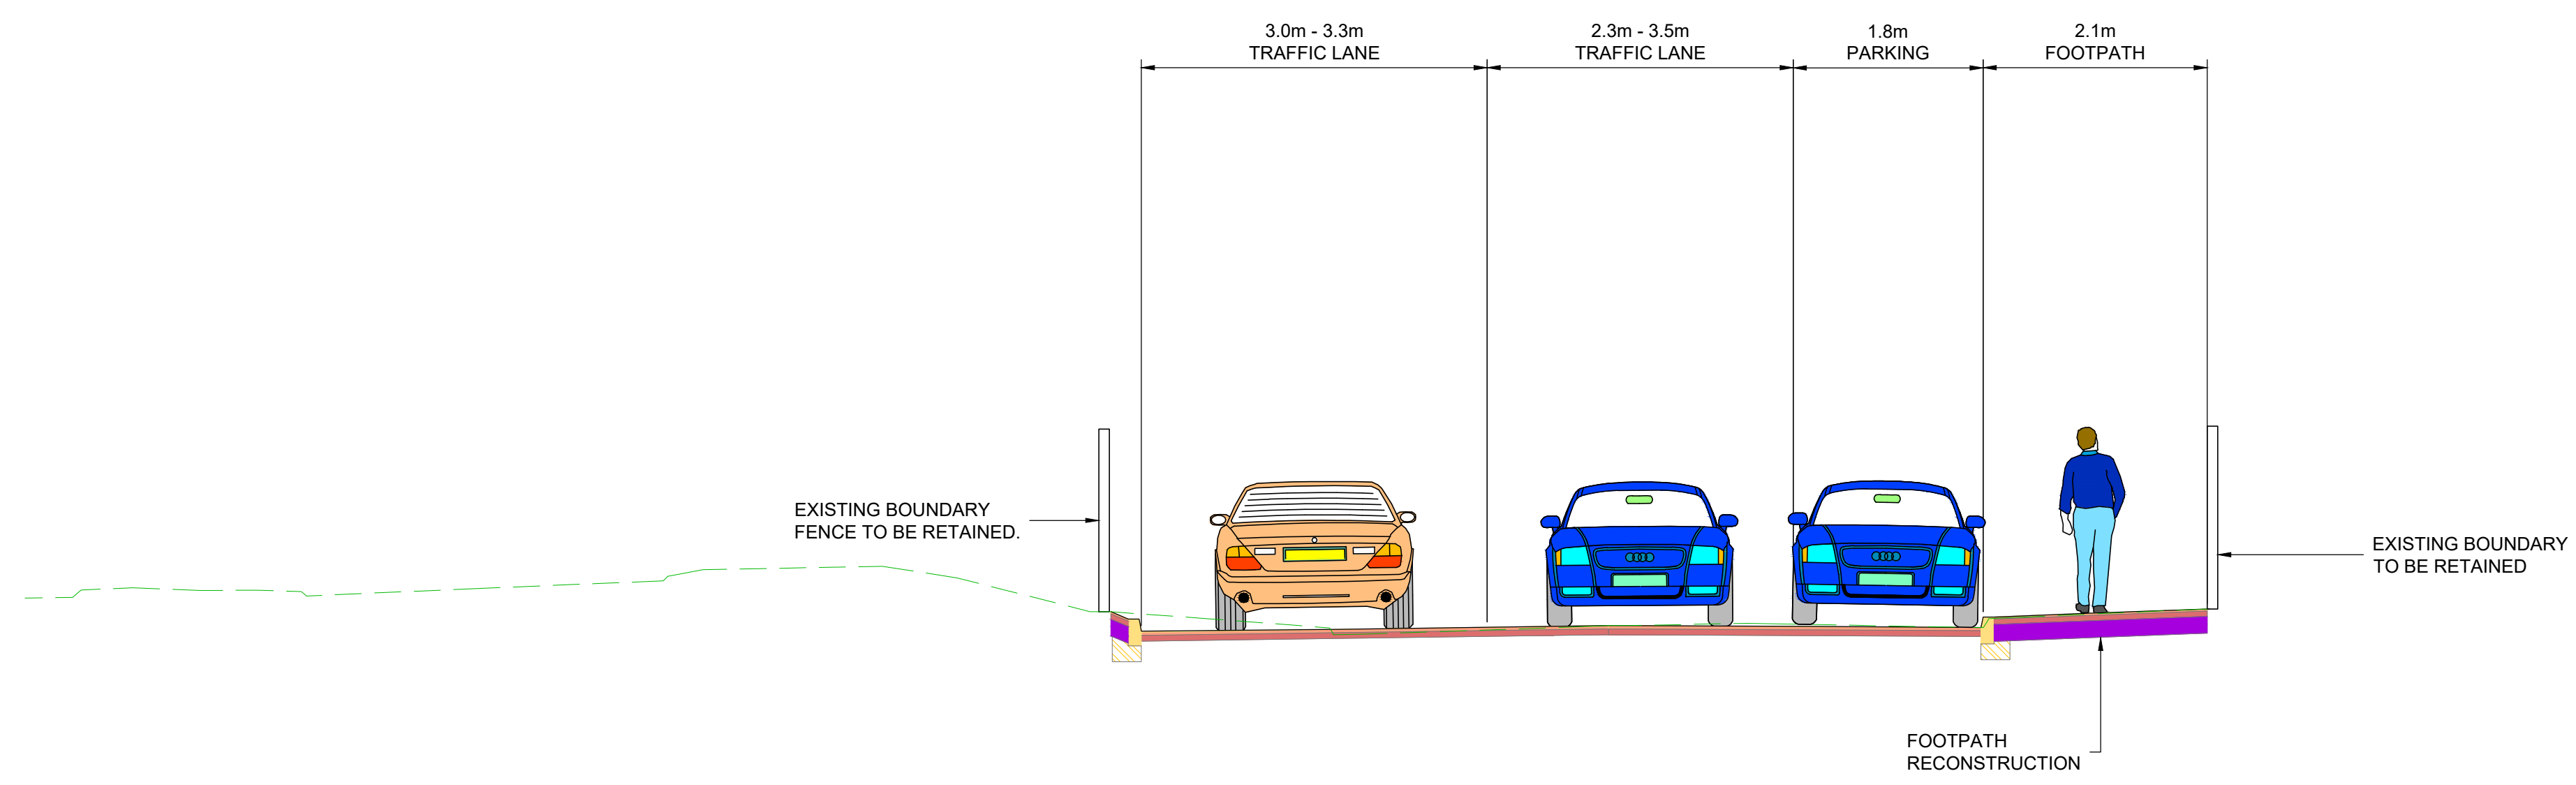 3.0m - 3.3m
TRAFFIC LANE
2.3m - 3.5m
TRAFFIC LANE
1.8m
PARKING
2.1m
FOOTPATH
EXISTING BOUNDARY
FENCE TO BE RETAINED.
EXISTING BOUNDARY
TO BE RETAINED
FOOTPATH
RECONSTRUCTION